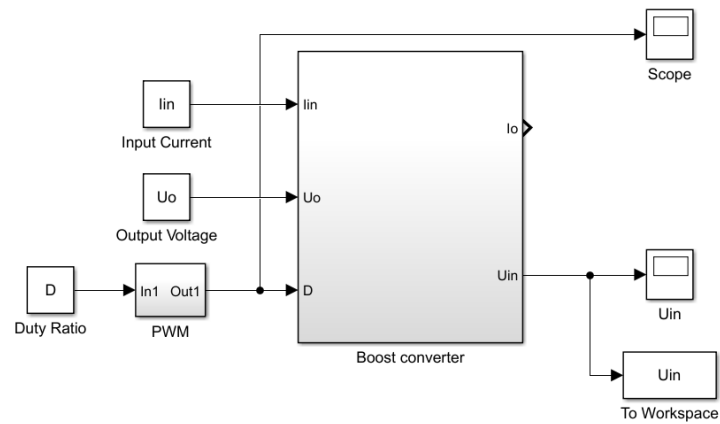 Scope
Iin
Input Current
Iin
Io
Uo
Output Voltage
Uo
D
Duty Ratio
In1 Out1
PWM
D
Uin
Boost converter
Uin
Uin
To Workspace